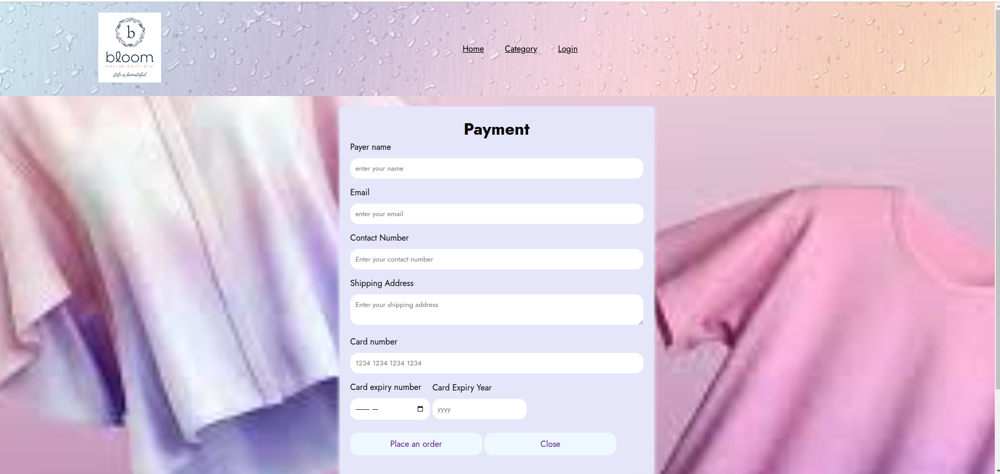 b
bloom
ONLINE BOUTIQUE
Life is beautiful
Home Category Login
Payment
Payer name
enter your name
Email
enter your email
Contact Number
Enter your contact number
Shipping Address
Enter your shipping address
Card number
1234 1234 1234 1234
Card expiry number Card Expiry Year
--------- ---- yyyy
Place an order Close